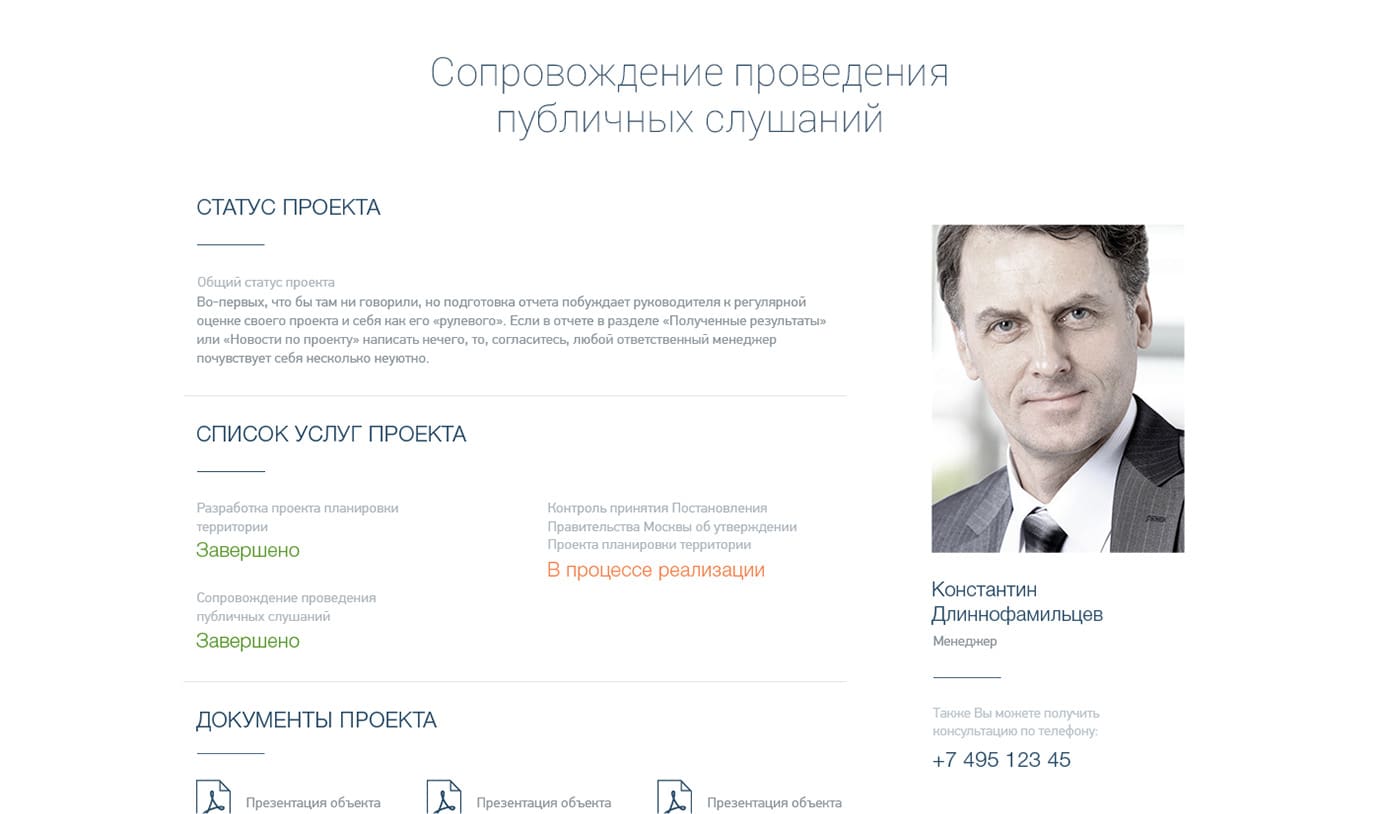 Сопровождение проведения
публичных слушаний
СТАТУС ПРОЕКТА
Общий статус проекта
Во-первых, что бы там ни говорили, но подготовка отчета побуждает руководителя к регулярной
оценке своего проекта и себя как его «рулевого». Если в отчете в разделе «Полученные результаты»
или «Новости по проекту» написать нечего, то, согласитесь, любой ответственный менеджер
почувствует себя несколько неуютно.
СПИСОК УСЛУГ ПРОЕКТА
Разработка проекта планировки
территории
Завершено
Сопровождение проведения
публичных слушаний
Завершено
Контроль принятия Постановления
Правительства Москвы об утверждении
Проекта планировки территории
В процессе реализации
ДОКУМЕНТЫ ПРОЕКТА
Презентация объекта
Презентация объекта
Презентация объекта
Константин
Длиннофамильцев
Менеджер
Также Вы можете получить
консультацию по телефону:
+7 495 123 45